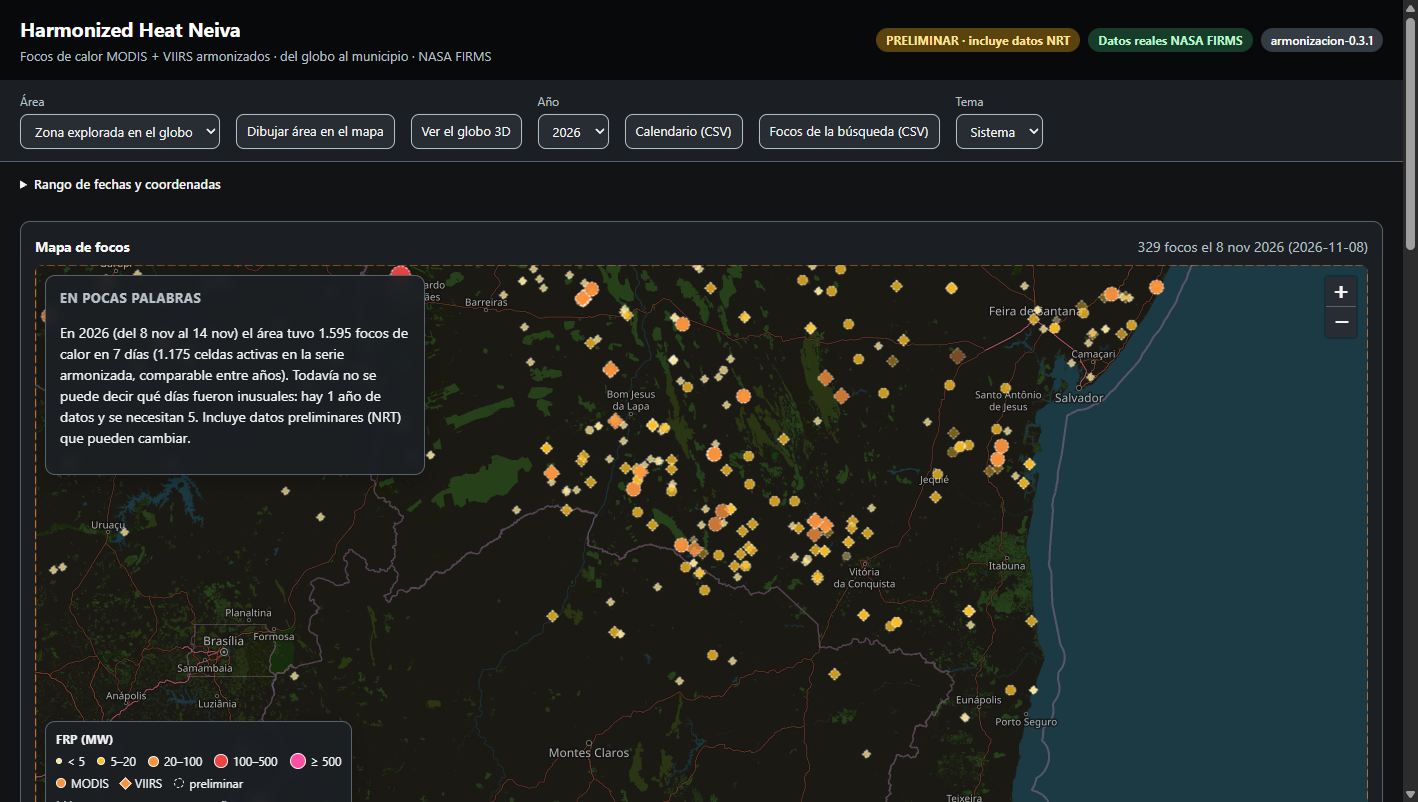 Harmonized Heat Neiva
Focos de calor MODIS + VIIRS armonizados · del globo al municipio · NASA FIRMS
PRELIMINAR · incluye datos NRT
Datos reales NASA FIRMS
armonizacion-0.3.1
Área
Zona explorada en el globo
Dibujar área en el mapa
Ver el globo 3D
Año
2026
Calendario (CSV)
Focos de la búsqueda (CSV)
Tema
Sistema
Rango de fechas y coordenadas
Mapa de focos
329 focos el 8 nov 2026 (2026-11-08)
EN POCAS PALABRAS
En 2026 (del 8 nov al 14 nov) el área tuvo 1.595 focos de
calor en 7 días (1.175 celdas activas en la serie
armonizada, comparable entre años). Todavía no se
puede decir qué días fueron inusuales: hay 1 año de
datos y se necesitan 5. Incluye datos preliminares (NRT)
que pueden cambiar.
+
−
Barreiras
Feira de Santana
Camaçari
Salvador
Santo Antônio
de Jesus
Bom Jesus
da Lapa
Jequié
Uruaçu
Vitória
da Conquista
Itabuna
Planaltina
Brasília
Formosa
Samambaia
Anápolis
Luziânia
Eunápolis
Porto Seguro
Montes Claros
Teixeira
FRP (MW)
< 5
5–20
20–100
100–500
≥ 500
MODIS
VIIRS
preliminar